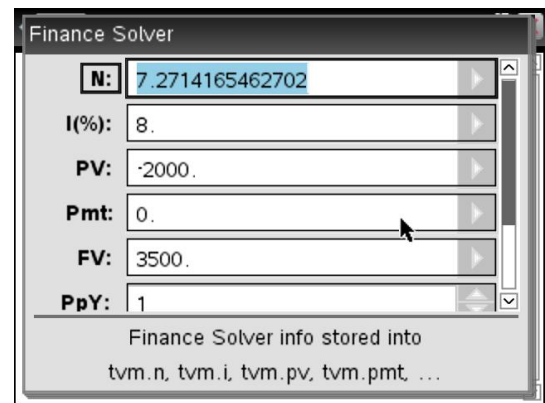 Finance Solver
N: 7.2714165462702
I(%): 8.
PV: -2000.
Pmt: 0.
FV: 3500.
PpY: 1
Finance Solver info stored into
tvm.n, tvm.i, tvm.pv, tvm.pmt, ...